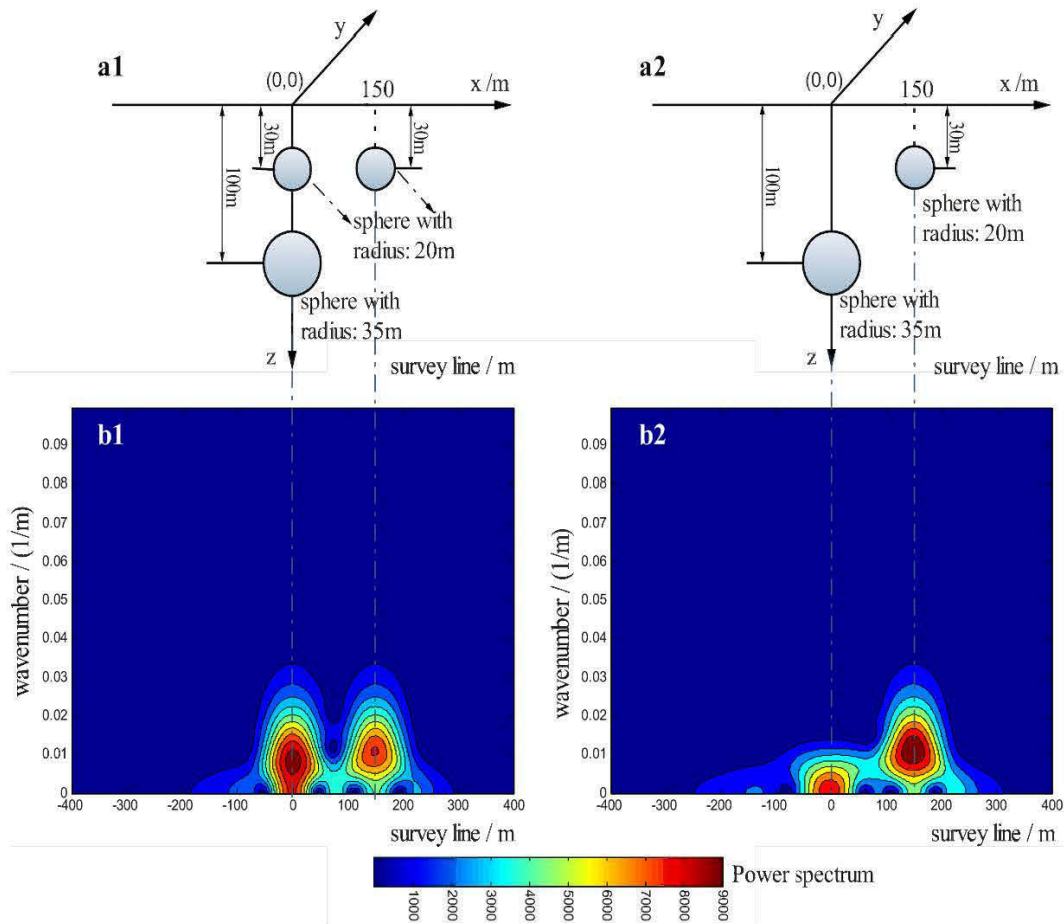 a1
y
(0,0)
x /m
150
30m
30m
100m
sphere with
radius: 20m
sphere with
radius: 35m
z
survey line / m
a2
y
(0,0)
x /m
150
30m
100m
sphere with
radius: 20m
sphere with
radius: 35m
z
survey line / m
b1
wavenumber / (1/m)
0.09
0.08
0.07
0.06
0.05
0.04
0.03
0.02
0.01
0
-400 -300 -200 -100 0 100 200 300 400
survey line / m
b2
wavenumber / (1/m)
0.09
0.08
0.07
0.06
0.05
0.04
0.03
0.02
0.01
0
-400 -300 -200 -100 0 100 200 300 400
survey line / m
Power spectrum
1000 2000 3000 4000 5000 6000 7000 8000 9000